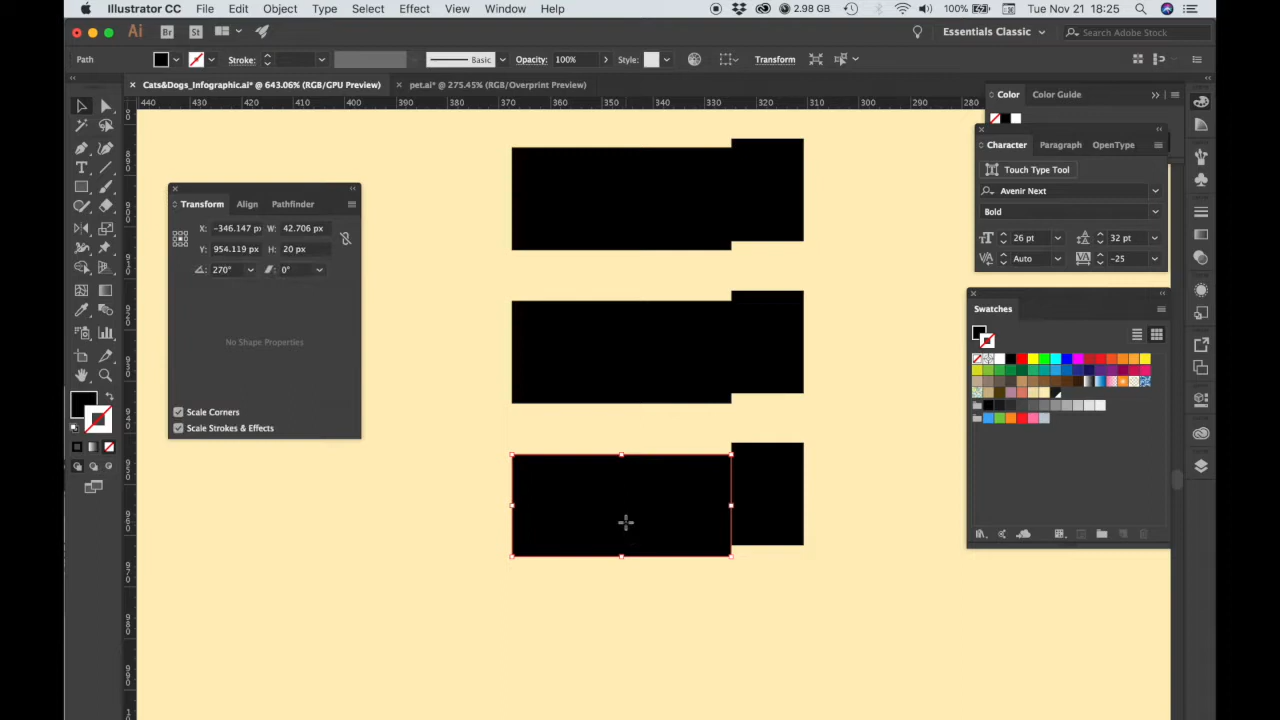 Illustrator CC File Edit Object Type Select Effect View Window Help 2.98 GB 100% Tue Nov 21 18:25
Ai Br St Essentials Classic Search Adobe Stock
Path Stroke: Basic Opacity: 100% Style: Transform
Cats&Dogs_Infographic.ai* @ 643.06% (RGB/GPU Preview) pet.ai* @ 275.45% (RGB/Overprint Preview)
440 430 420 410 400 390 380 370 360 350 340 330 320 310 300 290 280
Color Color Guide
Character Paragraph OpenType
Touch Type Tool
Avenir Next
Bold
26 pt 32 pt
Auto -25
Transform Align Pathfinder
X: -346.147 px W: 42.706 px
Y: 954.119 px H: 20 px
270° 0°
No Shape Properties
Scale Corners
Scale Strokes & Effects
Swatches